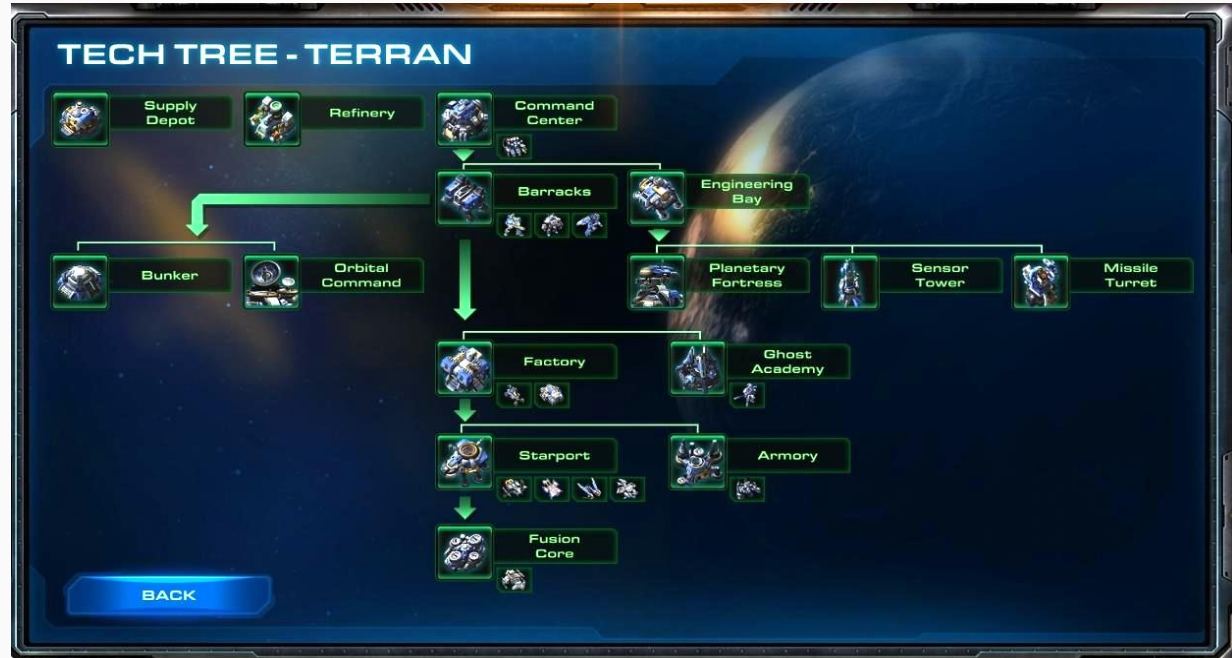 TECH TREE - TERRAN
Supply
Depot
Refinery
Command
Center
Barracks
Engineering
Bay
Bunker
Orbital
Command
Planetary
Fortress
Sensor
Tower
Missile
Turret
Factory
Ghost
Academy
Starport
Armory
Fusion
Core
BACK